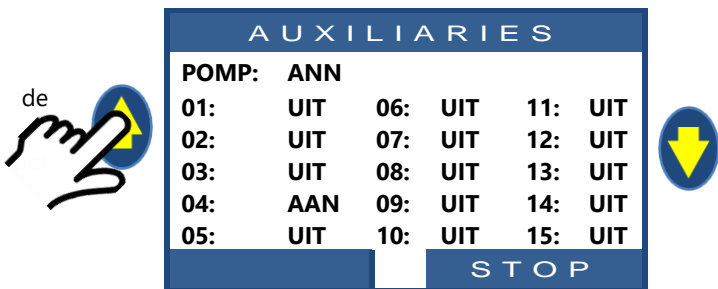 AUXILIARIES
POMP: ANN
de
01: UIT 06: UIT 11: UIT
02: UIT 07: UIT 12: UIT
03: UIT 08: UIT 13: UIT
04: AAN 09: UIT 14: UIT
05: UIT 10: UIT 15: UIT
STOP